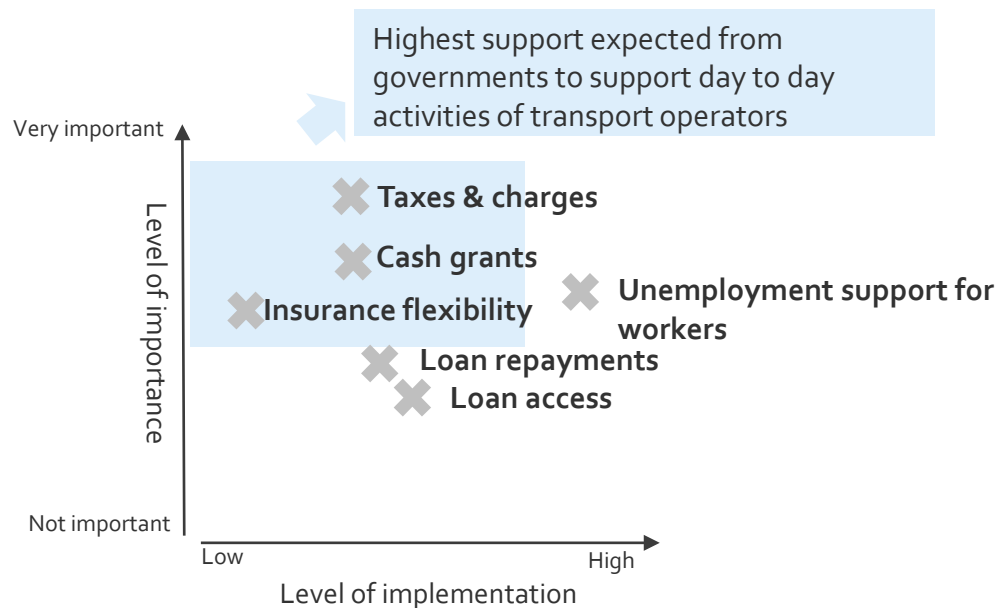 Highest support expected from
governments to support day to day
activities of transport operators
Very important
Level of importance
Taxes & charges
Cash grants
Insurance flexibility
Unemployment support for
workers
Loan repayments
Loan access
Not important
Low
High
Level of implementation